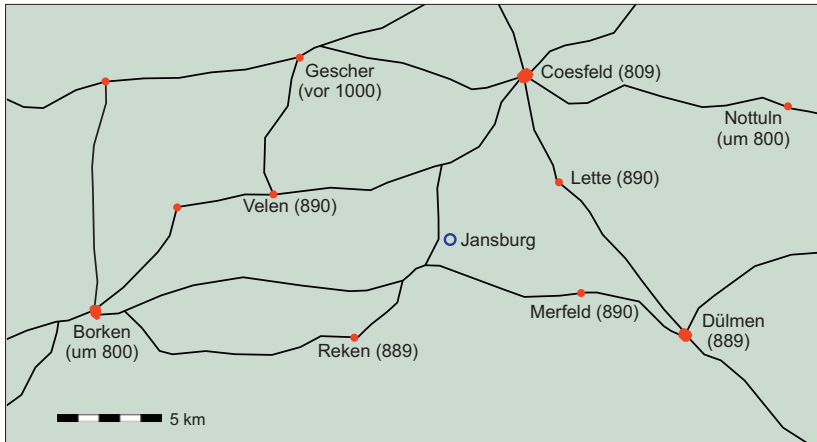 Gescher
(vor 1000)
Coesfeld (809)
Nottuln
(um 800)
Lette (890)
Velen (890)
Jansburg
Merfeld (890)
Dülmen
(889)
Borken
(um 800)
Reken (889)
5 km